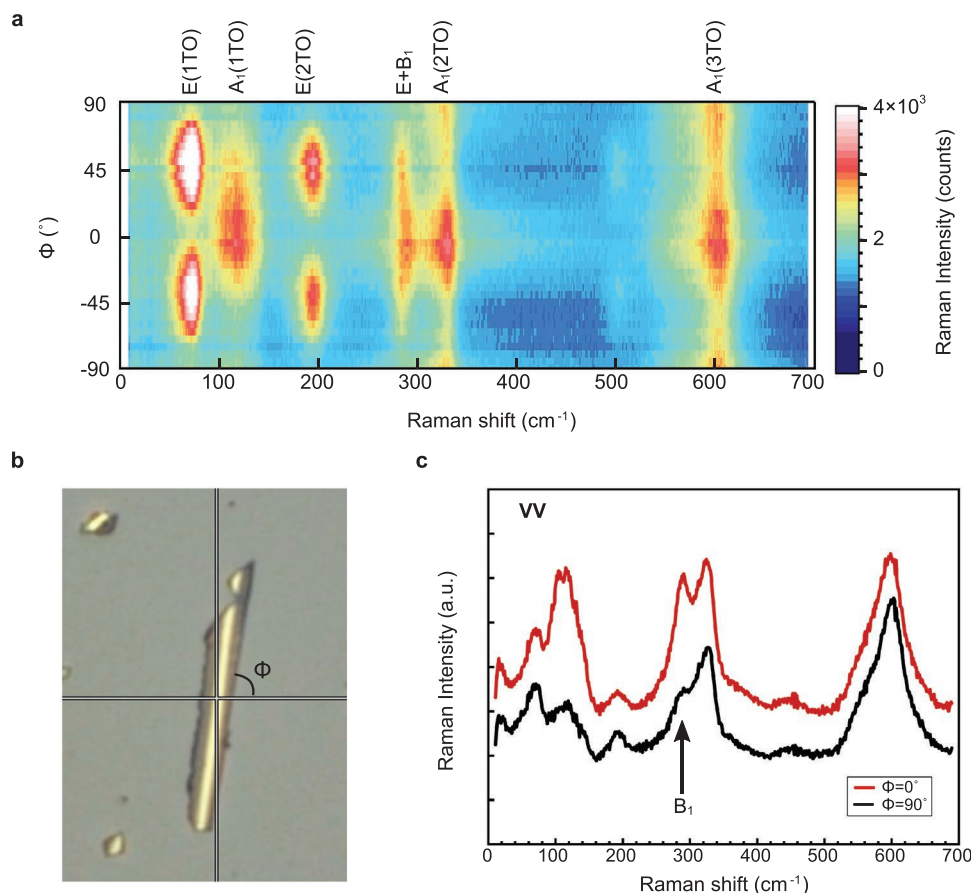 a
E(1TO)
A₁(1TO)
E(2TO)
E+B₁
A₁(2TO)
A₁(3TO)
90
45
0
-45
-90
Φ (˚)
0
100
200
300
400
500
600
700
Raman shift (cm⁻¹)
4×10³
2
0
Raman Intensity (counts)
b
Φ
c
VV
Raman Intensity (a.u.)
B₁
Φ=0˚
Φ=90˚
0
100
200
300
400
500
600
700
Raman shift (cm⁻¹)